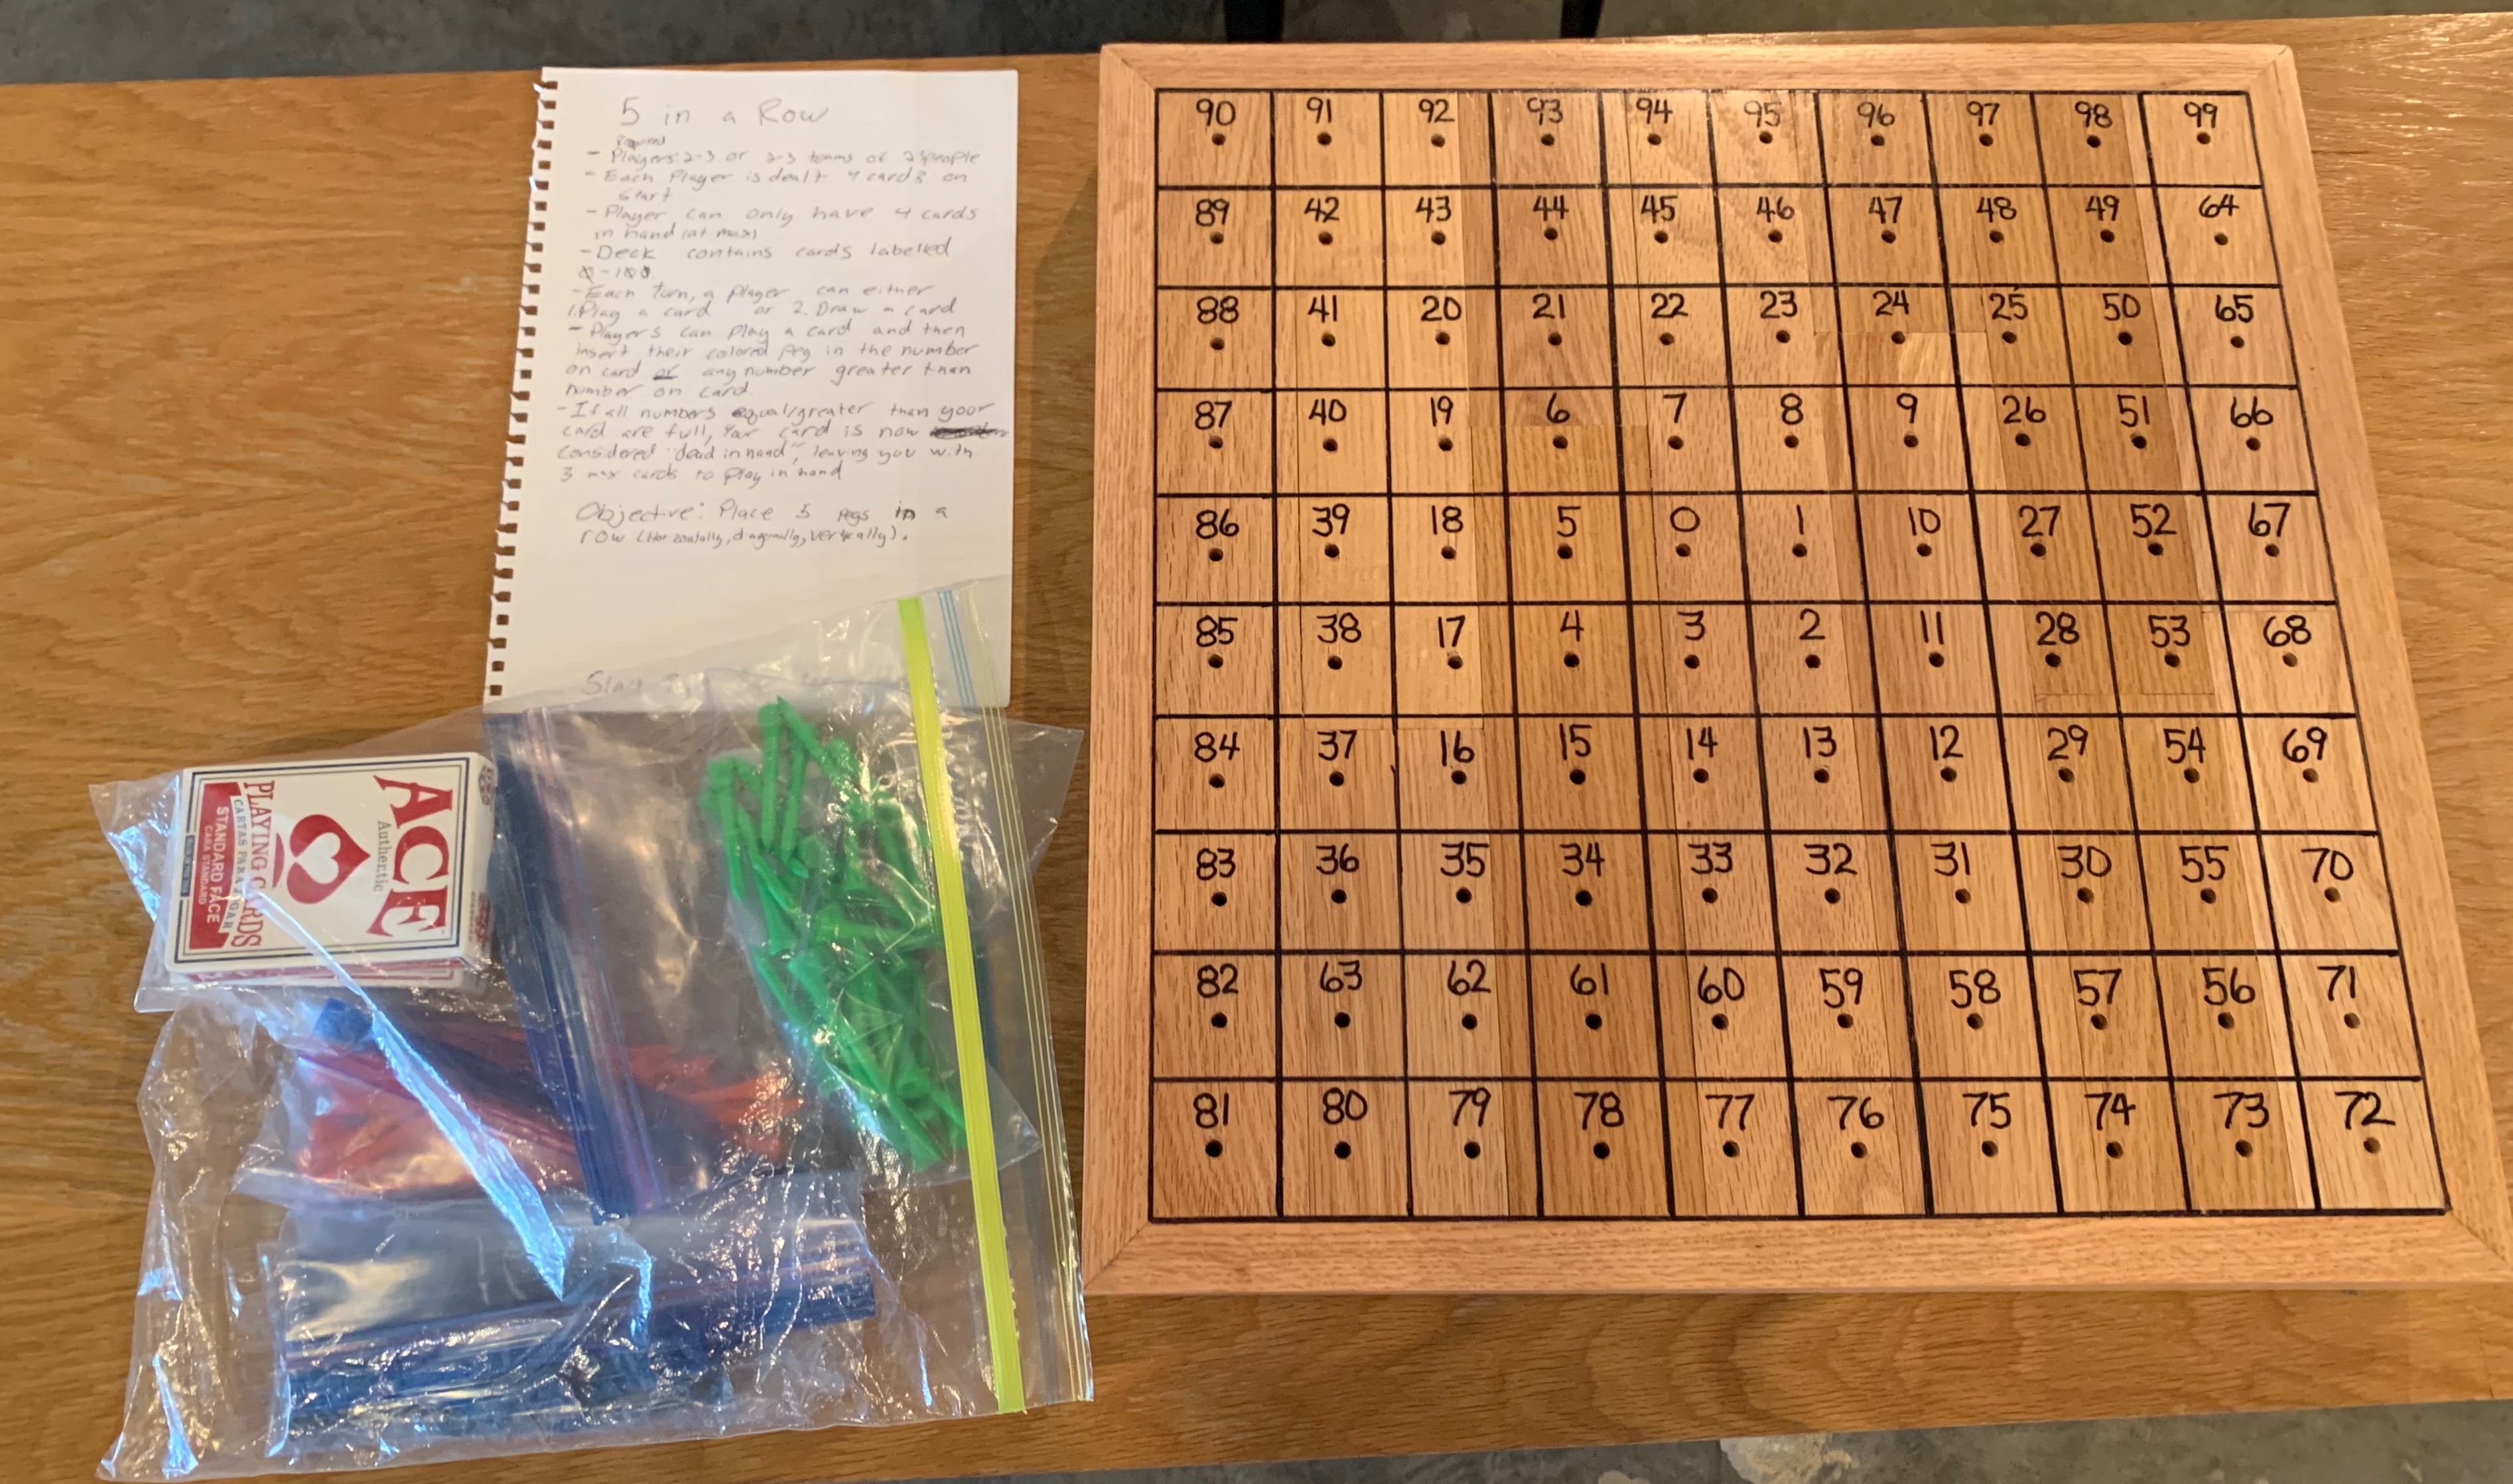 5 in a Row
- Players: 2-3 or 2-3 teams of 2 people
- Each Player is dealt 4 cards on
start
- Player can only have 4 cards
in hand (at max)
- Deck contains cards labelled
0-100.
- Each Turn, a player can either
1. Play a card or 2. Draw a card
- Players can play a card and then
insert their colored peg in the number
on card or any number greater than
number on card
- If all numbers equal/greater than your
card are full, Your card is now
considered "dead in hand", leaving you with
3 max cards to play in hand
Objective: Place 5 pegs in a
row (Horizontally, diagonally, vertically).
ACE
Authentic
PLAYING CARDS
CARTAS PARA JUGAR
STANDARD FACE
CARA STANDARD
90 91 92 93 94 95 96 97 98 99
89 42 43 44 45 46 47 48 49 64
88 41 20 21 22 23 24 25 50 65
87 40 19 6 7 8 9 26 51 66
86 39 18 5 0 1 10 27 52 67
85 38 17 4 3 2 11 28 53 68
84 37 16 15 14 13 12 29 54 69
83 36 35 34 33 32 31 30 55 70
82 63 62 61 60 59 58 57 56 71
81 80 79 78 77 76 75 74 73 72